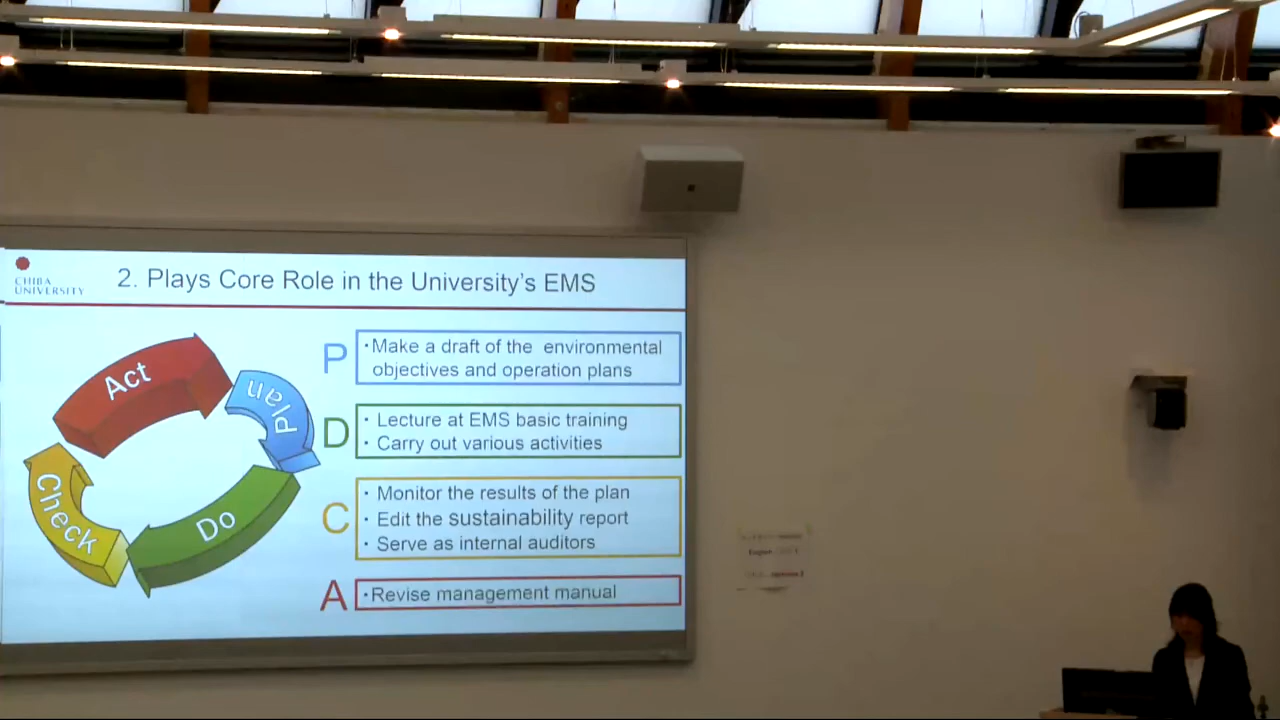 CHIBA
UNIVERSITY
2. Plays Core Role in the University's EMS
Act
Plan
Check
Do
P
・Make a draft of the environmental
objectives and operation plans
D
・ Lecture at EMS basic training
・ Carry out various activities
C
・ Monitor the results of the plan
・ Edit the sustainability report
・ Serve as internal auditors
A
・Revise management manual
English